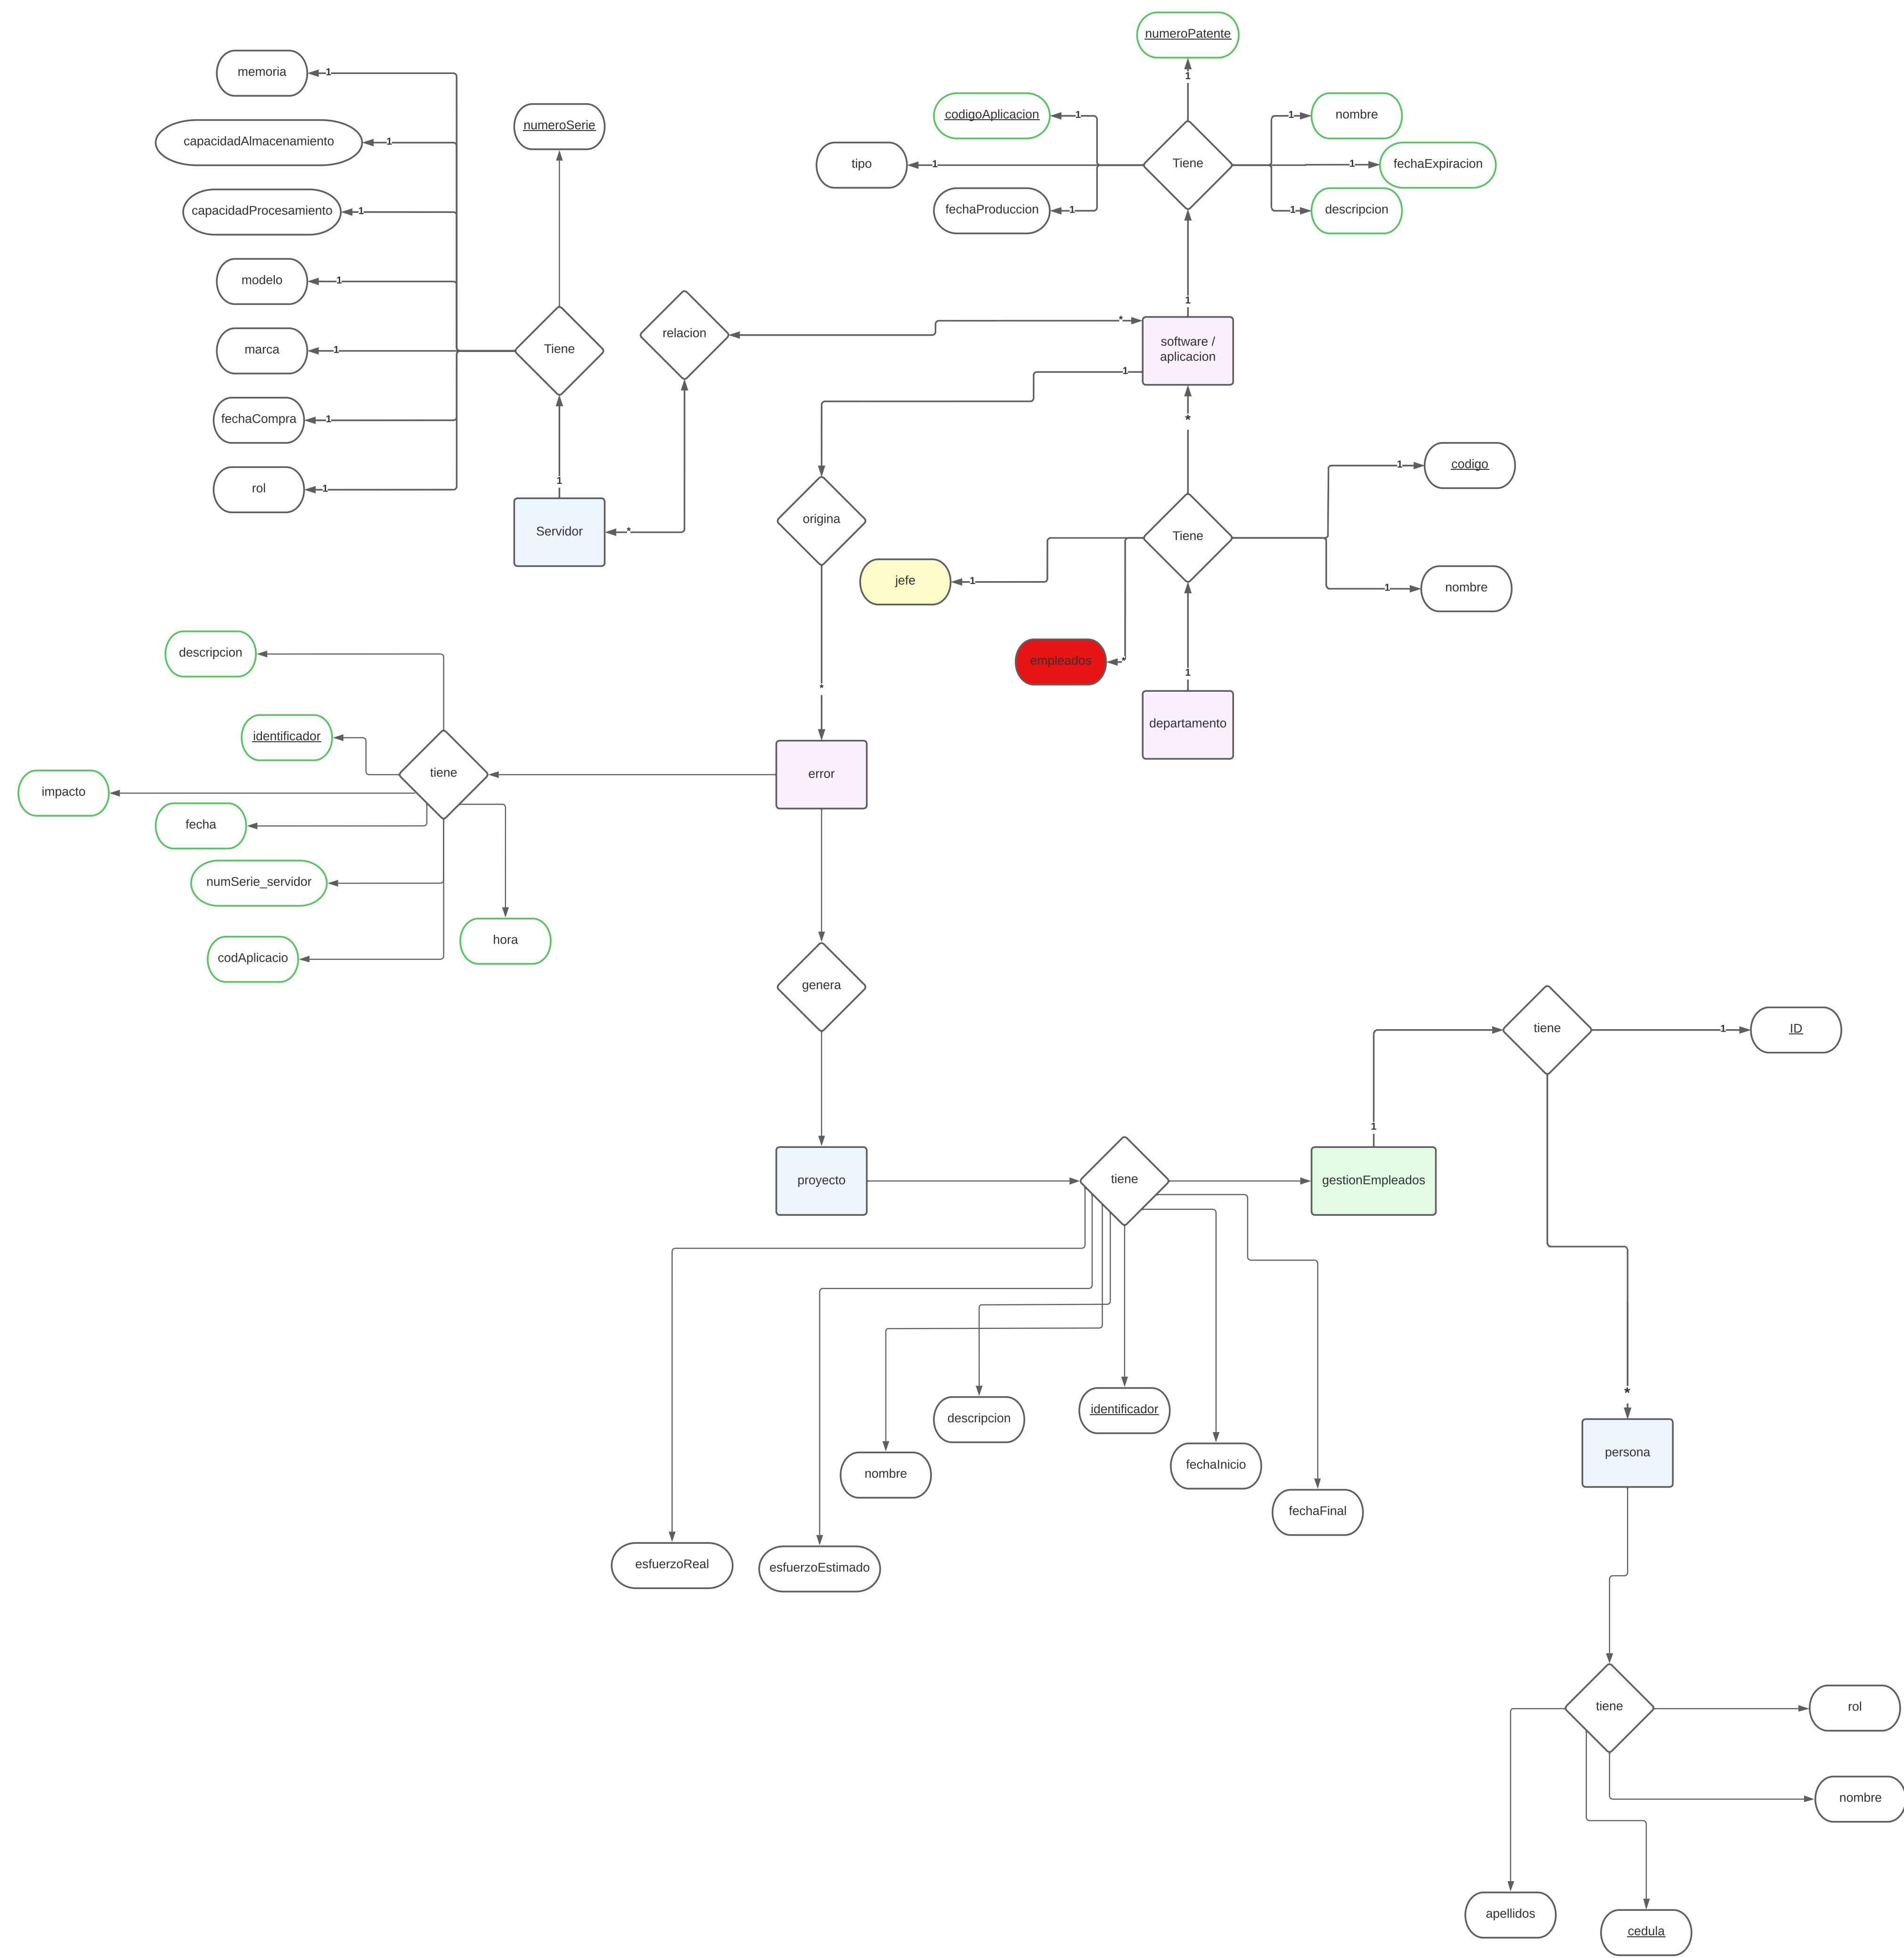 numeroPatente
1
memoria
1
codigoAplicacion
1
1
nombre
numeroSerie
capacidadAlmacenamiento
1
tipo
1
Tiene
1
fechaExpiracion
capacidadProcesamiento
1
fechaProduccion
1
1
descripcion
modelo
1
1
relacion
*
software /
aplicacion
marca
1
Tiene
1
fechaCompra
1
*
rol
1
1
1
codigo
Servidor
*
origina
Tiene
jefe
1
1
nombre
descripcion
empleados
*
1
*
departamento
identificador
tiene
error
impacto
fecha
numSerie_servidor
hora
codAplicacio
genera
tiene
1
ID
1
proyecto
tiene
gestionEmpleados
*
descripcion
identificador
persona
nombre
fechaInicio
fechaFinal
esfuerzoReal
esfuerzoEstimado
tiene
rol
nombre
apellidos
cedula